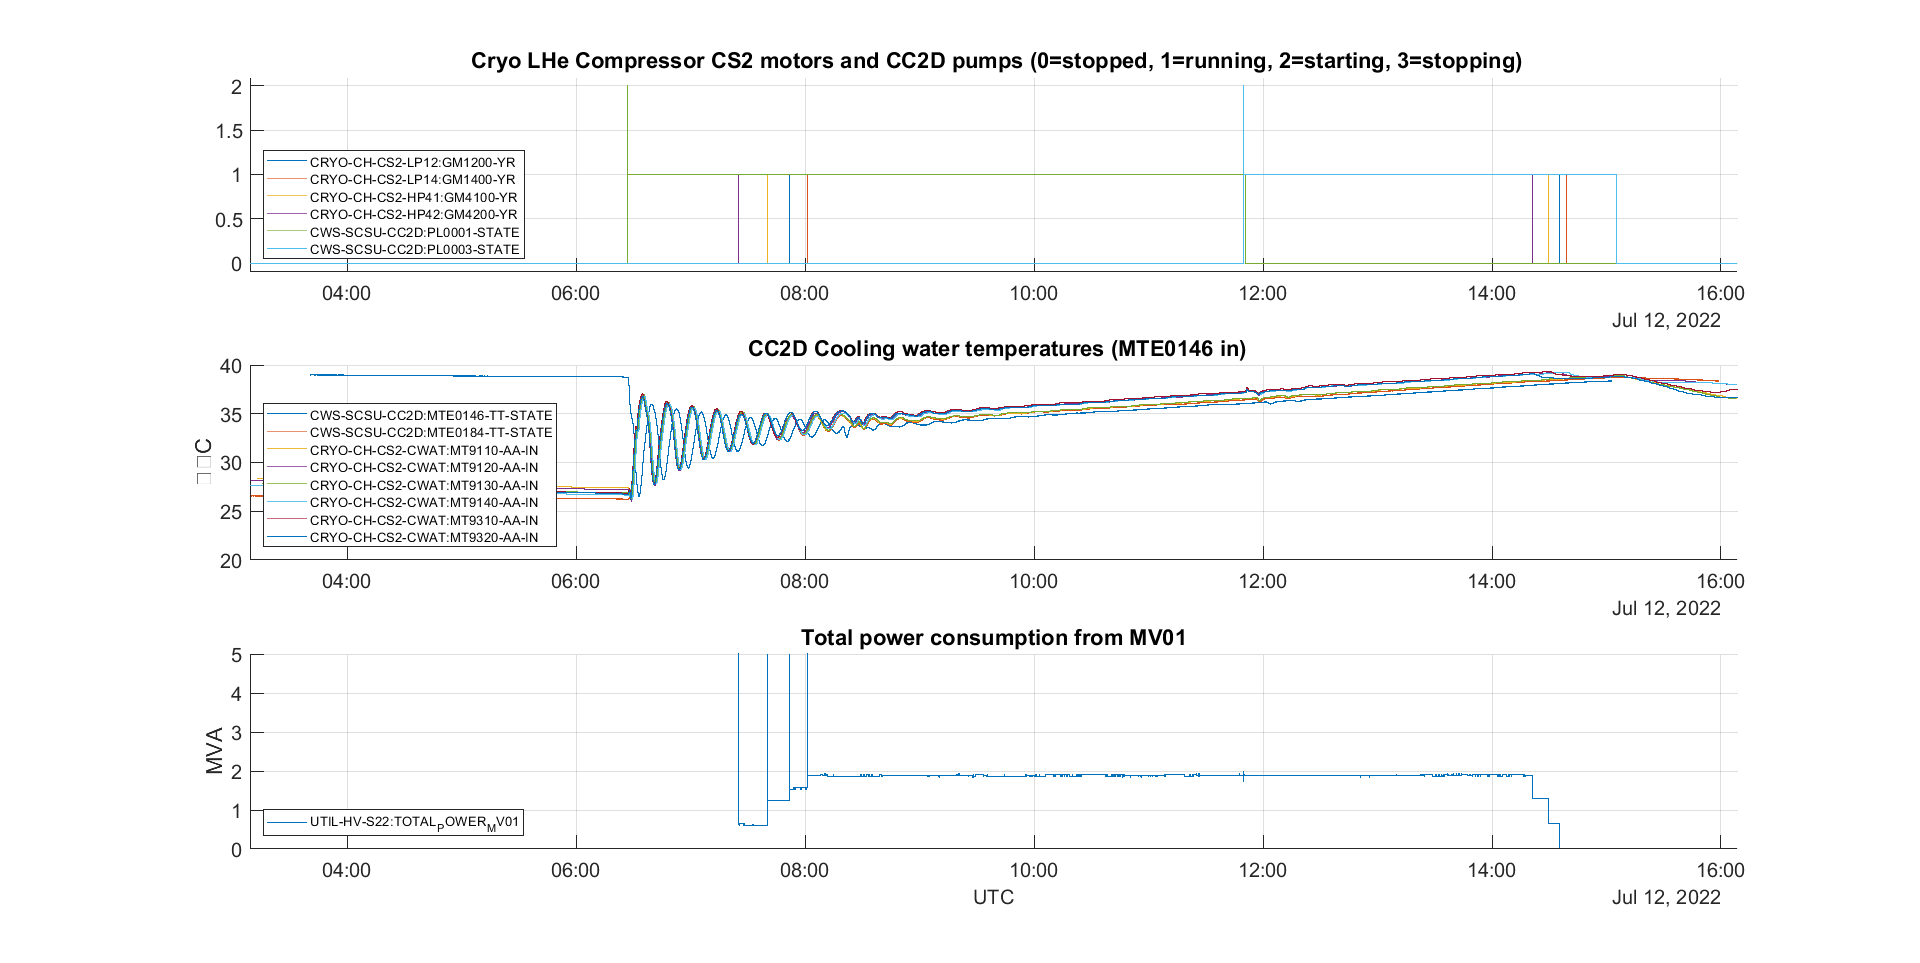 Cryo LHe Compressor CS2 motors and CC2D pumps (0=stopped, 1=running, 2=starting, 3=stopping)
2
1.5
1
0.5
0
CRYO-CH-CS2-LP12:GM1200-YR
CRYO-CH-CS2-LP14:GM1400-YR
CRYO-CH-CS2-HP41:GM4100-YR
CRYO-CH-CS2-HP42:GM4200-YR
CWS-SCSU-CC2D:PL0001-STATE
CWS-SCSU-CC2D:PL0003-STATE
04:00 06:00 08:00 10:00 12:00 14:00 16:00
Jul 12, 2022
CC2D Cooling water temperatures (MTE0146 in)
40
35
30
25
20
□□C
CWS-SCSU-CC2D:MTE0146-TT-STATE
CWS-SCSU-CC2D:MTE0184-TT-STATE
CRYO-CH-CS2-CWAT:MT9110-AA-IN
CRYO-CH-CS2-CWAT:MT9120-AA-IN
CRYO-CH-CS2-CWAT:MT9130-AA-IN
CRYO-CH-CS2-CWAT:MT9140-AA-IN
CRYO-CH-CS2-CWAT:MT9310-AA-IN
CRYO-CH-CS2-CWAT:MT9320-AA-IN
04:00 06:00 08:00 10:00 12:00 14:00 16:00
Jul 12, 2022
Total power consumption from MV01
5
4
3
2
1
0
MVA
UTIL-HV-S22:TOTALPOWERMV01
04:00 06:00 08:00 10:00 12:00 14:00 16:00
UTC
Jul 12, 2022